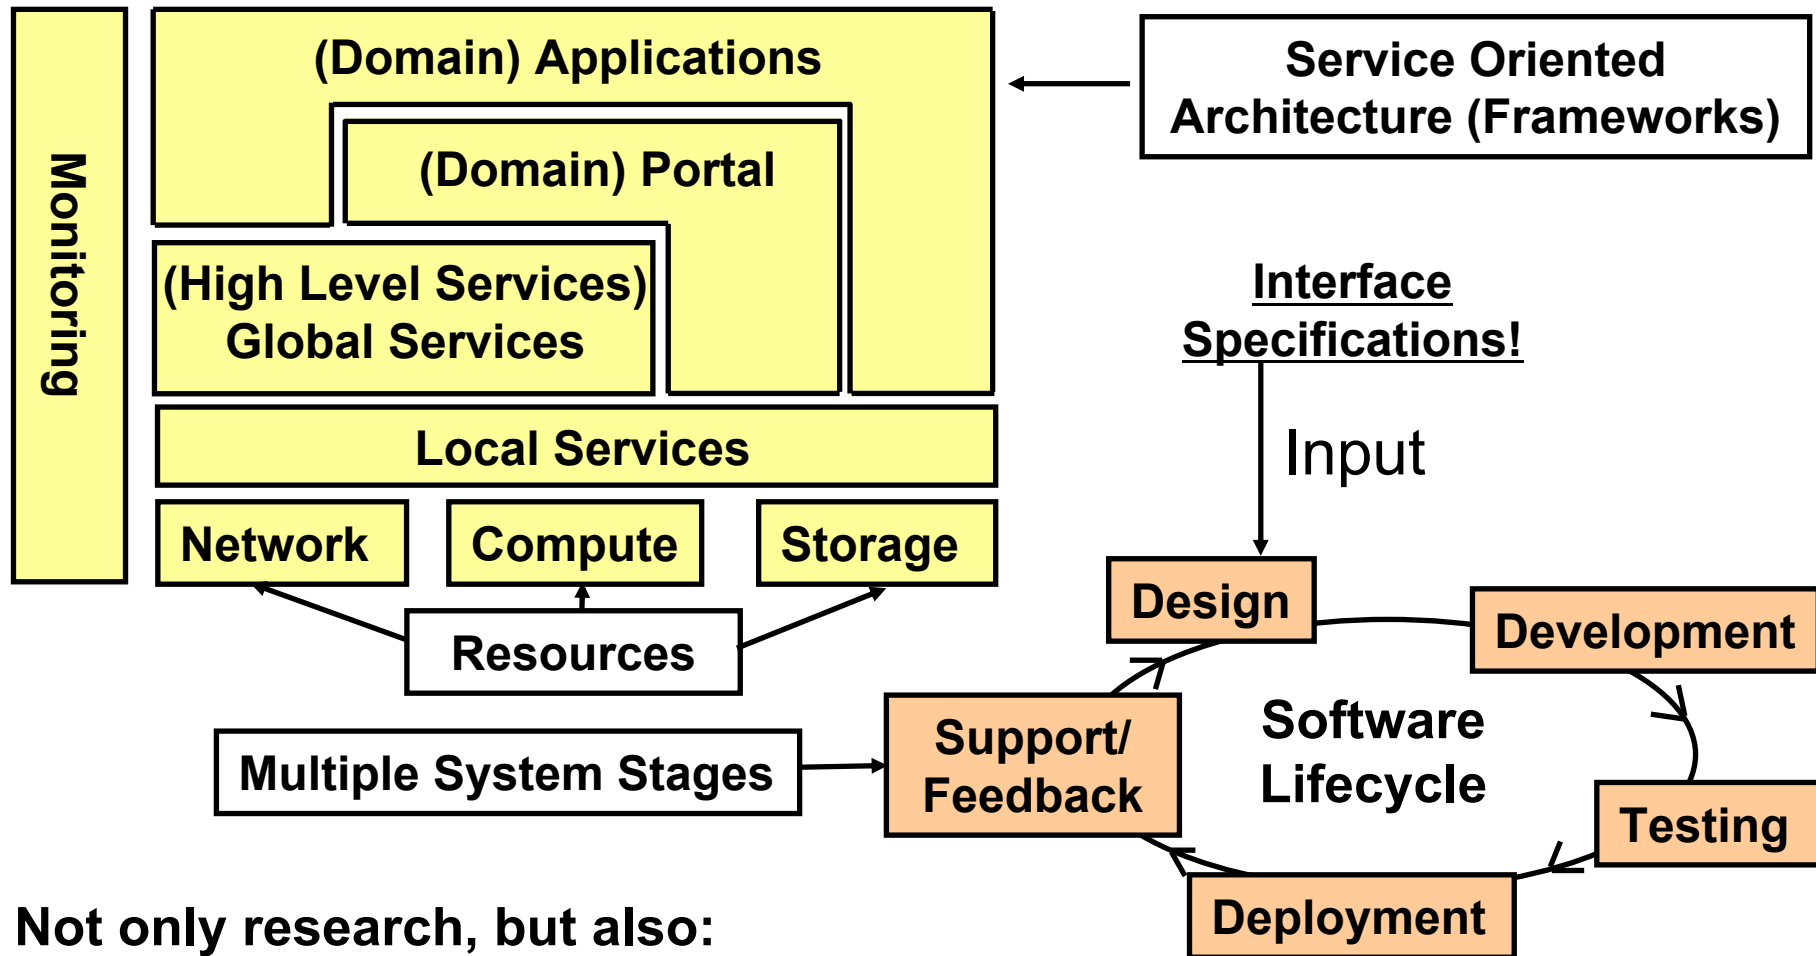 Monitoring
(Domain) Applications
(Domain) Portal
(High Level Services)
Global Services
Local Services
Network
Compute
Storage
Resources
Service Oriented
Architecture (Frameworks)
Interface
Specifications!
Input
Design
Development
Testing
Deployment
Support/
Feedback
Software
Lifecycle
Multiple System Stages
Not only research, but also: